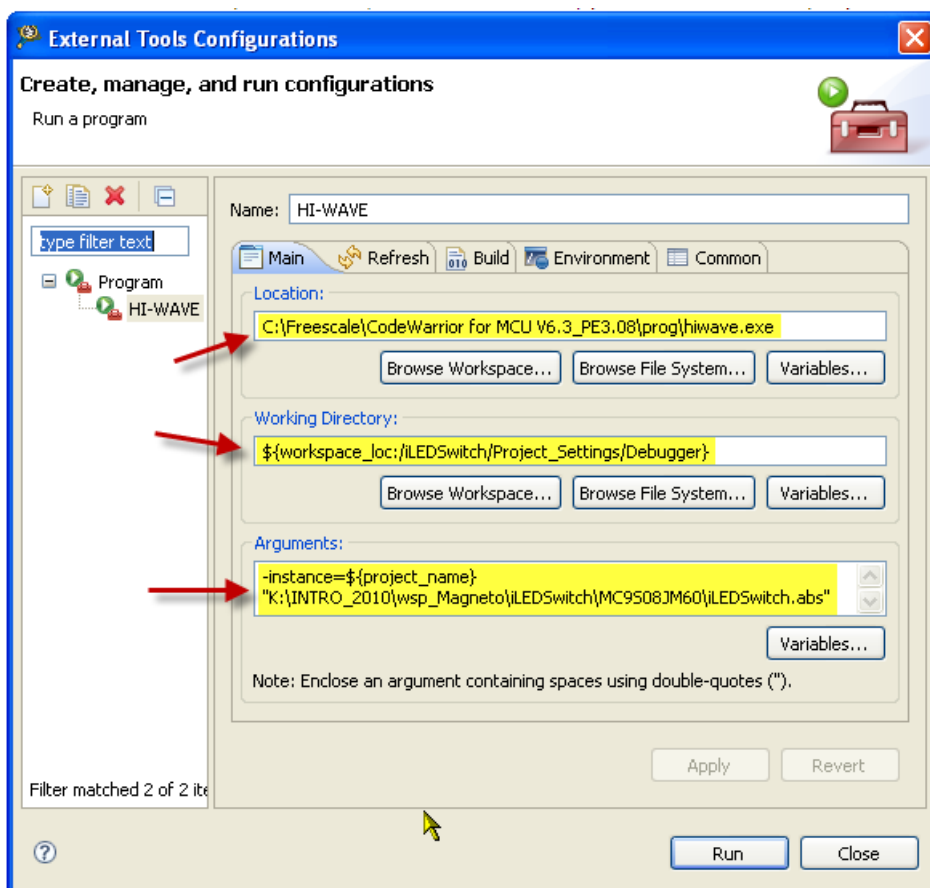 External Tools Configurations
Create, manage, and run configurations
Run a program
type filter text
Program
HI-WAVE
Filter matched 2 of 2 ite
Name: HI-WAVE
Main Refresh Build Environment Common
Location:
C:\Freescale\CodeWarrior for MCU V6.3_PE3.08\prog\hiwave.exe
Browse Workspace... Browse File System... Variables...
Working Directory:
${workspace_loc:/iLEDSwitch/Project_Settings/Debugger}
Browse Workspace... Browse File System... Variables...
Arguments:
-instance=${project_name}
"K:\INTRO_2010\wsp_Magneto\iLEDSwitch\MC9S08JM60\iLEDSwitch.abs"
Variables...
Note: Enclose an argument containing spaces using double-quotes (").
Apply Revert
Run Close